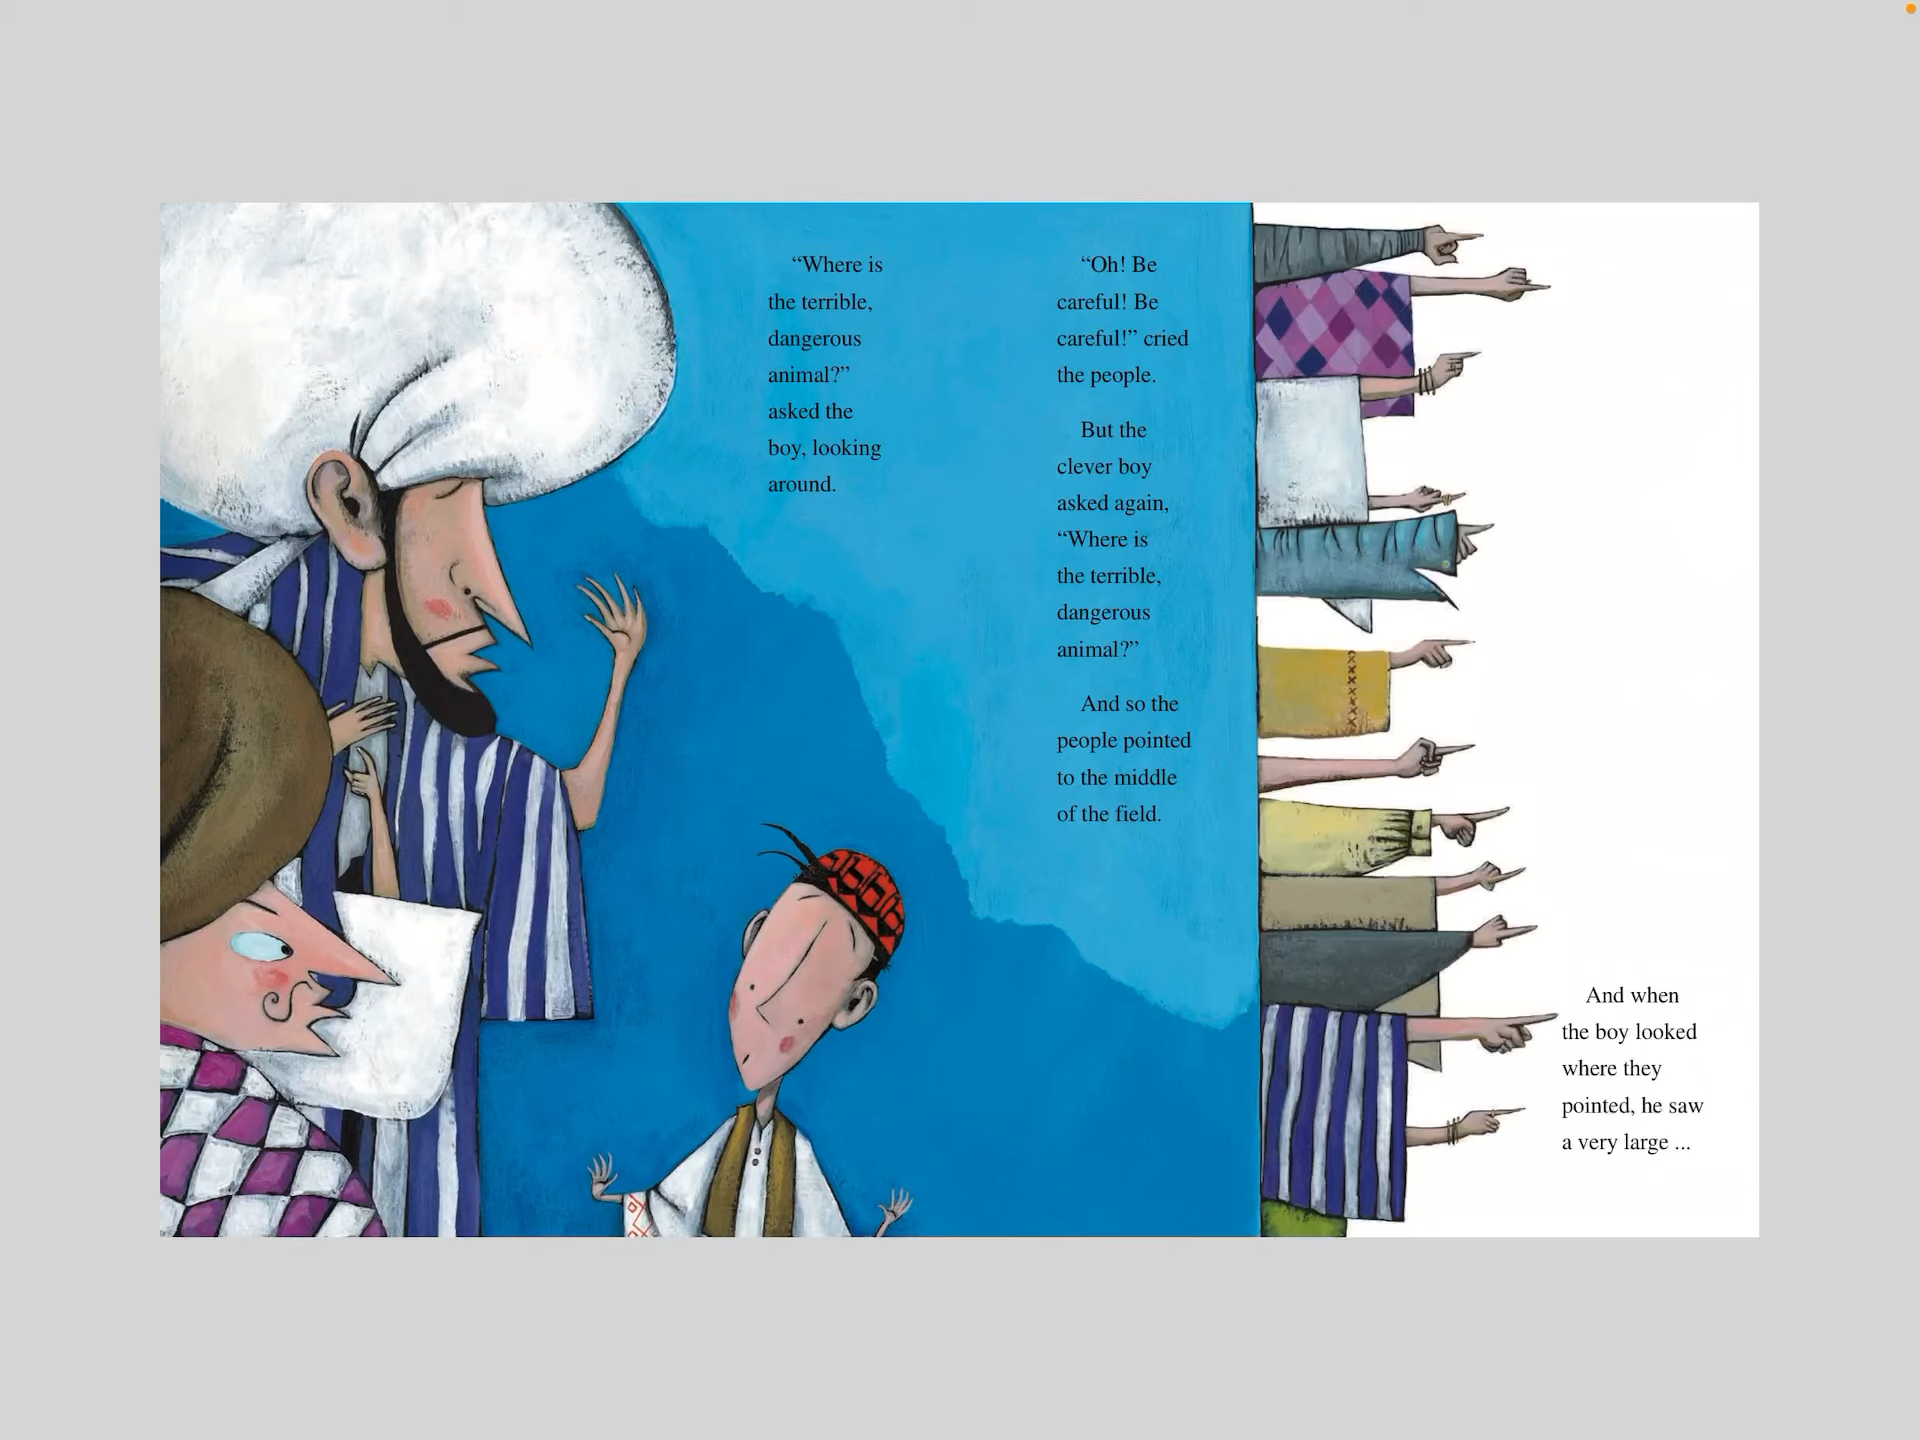 “Where is
the terrible,
dangerous
animal?”
asked the
boy, looking
around.
“Oh! Be
careful! Be
careful!” cried
the people.
But the
clever boy
asked again,
“Where is
the terrible,
dangerous
animal?”
And so the
people pointed
to the middle
of the field.
And when
the boy looked
where they
pointed, he saw
a very large ...